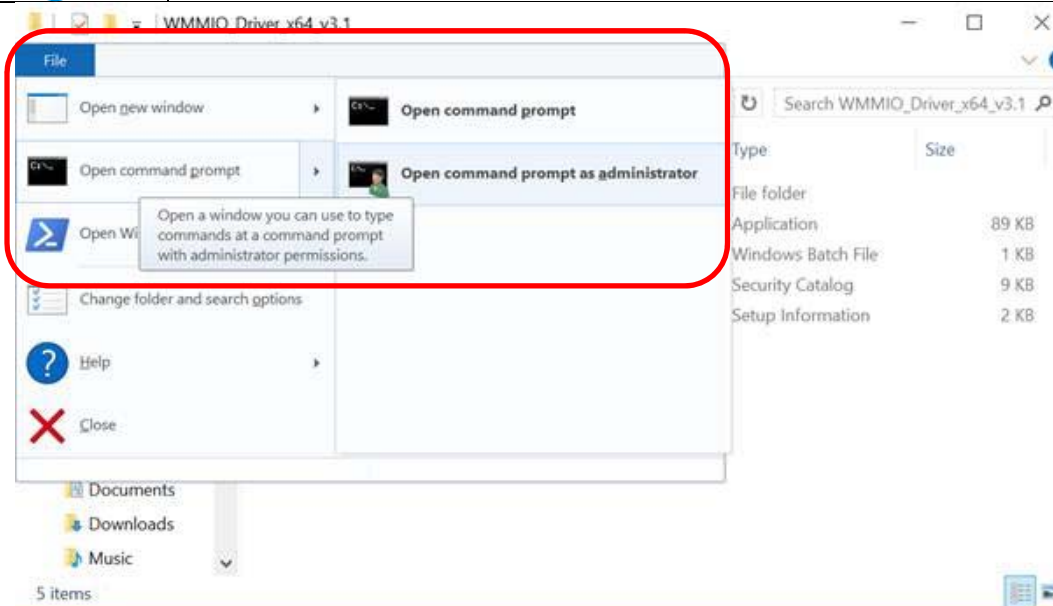 WMMIO_Driver_x64_v3.1
File
Open new window
Open command prompt
Open Wi
Change folder and search options
Help
Close
Open command prompt
Open command prompt as administrator
Open a window you can use to type
commands at a command prompt
with administrator permissions.
Search WMMIO_Driver_x64_v3.1
Type Size
File folder
Application 89 KB
Windows Batch File 1 KB
Security Catalog 9 KB
Setup Information 2 KB
Documents
Downloads
Music
5 items